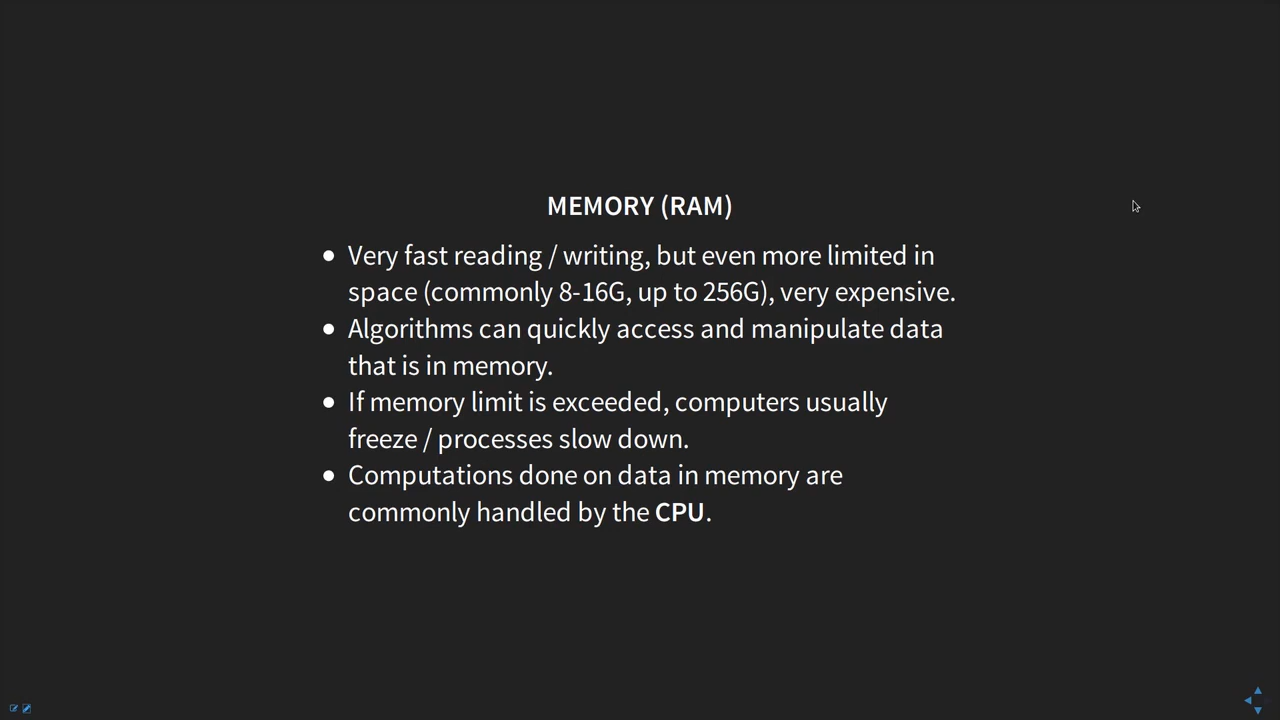 MEMORY (RAM)
• Very fast reading / writing, but even more limited in
space (commonly 8-16G, up to 256G), very expensive.
• Algorithms can quickly access and manipulate data
that is in memory.
• If memory limit is exceeded, computers usually
freeze / processes slow down.
• Computations done on data in memory are
commonly handled by the CPU.